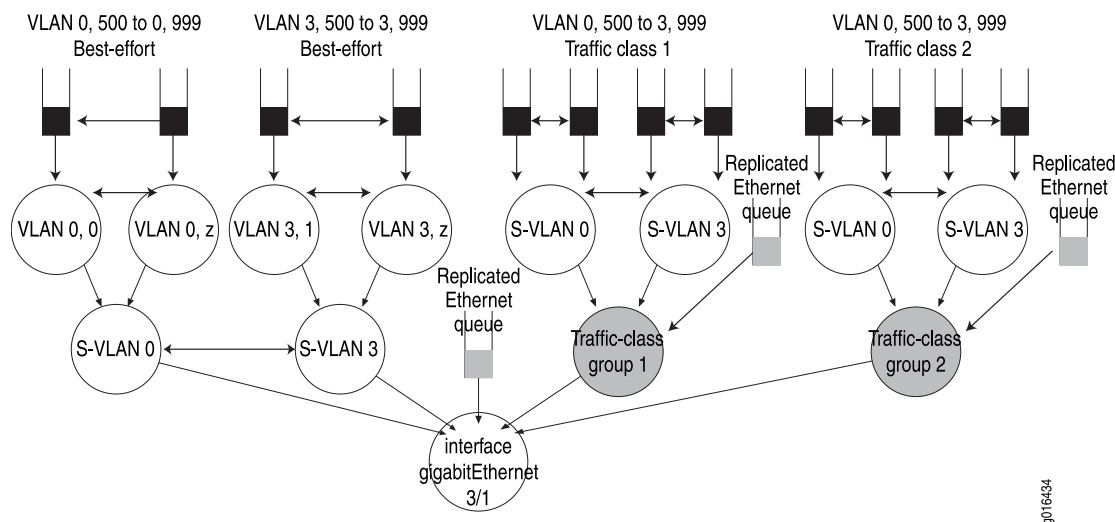 VLAN 0, 500 to 0, 999
Best-effort
VLAN 3, 500 to 3, 999
Best-effort
VLAN 0, 500 to 3, 999
Traffic class 1
VLAN 0, 500 to 3, 999
Traffic class 2
Replicated
Ethernet
queue
Replicated
Ethernet
queue
VLAN 0, 0
VLAN 0, z
VLAN 3, 1
VLAN 3, z
S-VLAN 0
S-VLAN 3
S-VLAN 0
S-VLAN 3
Replicated
Ethernet
queue
S-VLAN 0
S-VLAN 3
Traffic-class
group 1
Traffic-class
group 2
interface
gigabitEthernet
3/1
g016434